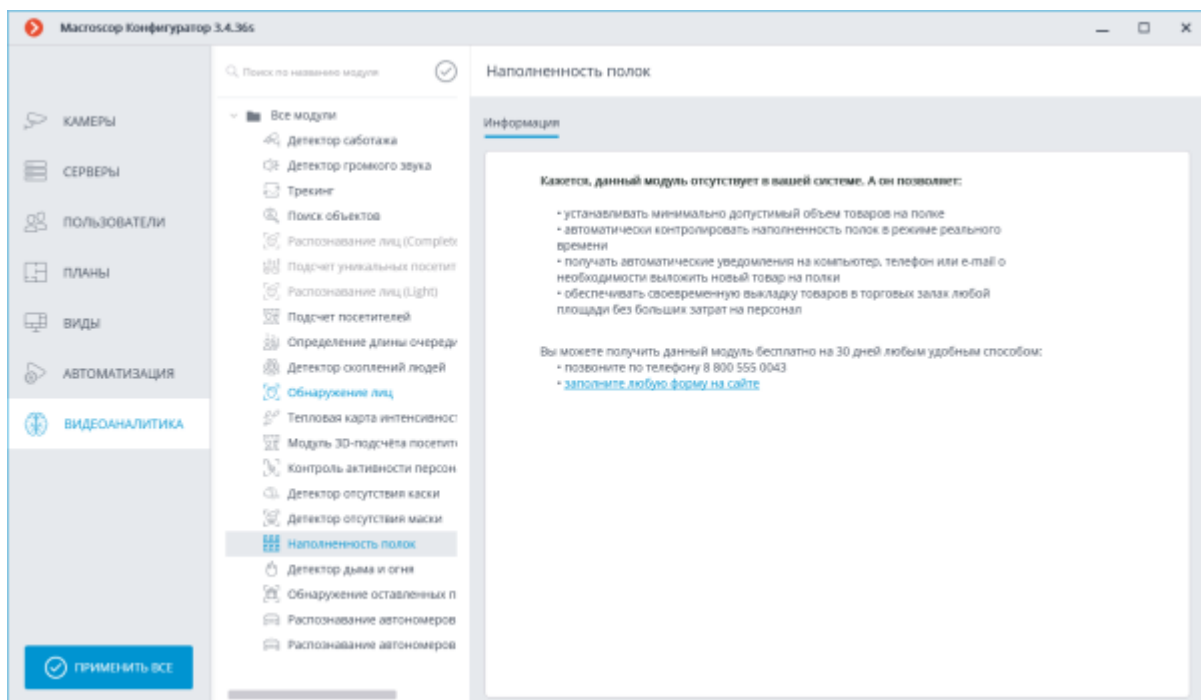 Macroscop Конфигуратор 3.4.36s
КАМЕРЫ
СЕРВЕРЫ
ПОЛЬЗОВАТЕЛИ
ПЛАНЫ
ВИДЫ
АВТОМАТИЗАЦИЯ
ВИДЕОАНАЛИТИКА
ПРИМЕНИТЬ ВСЕ
Поиск по названию модуля
Все модули
Детектор саботажа
Детектор громкого звука
Трекинг
Поиск объектов
Распознавание лиц (Complete
Подсчет уникальных посетит
Распознавание лиц (Light)
Подсчет посетителей
Определение длины очереди
Детектор скоплений людей
Обнаружение лиц
Тепловая карта интенсивност
Модуль 3D-подсчёта посетите
Контроль активности персон
Детектор отсутствия каски
Детектор отсутствия маски
Наполненность полок
Детектор дыма и огня
Обнаружение оставленных п
Распознавание автономеров
Распознавание автономеров
Наполненность полок
Информация
Кажется, данный модуль отсутствует в вашей системе. А он позволяет:
• устанавливать минимально допустимый объем товаров на полке
• автоматически контролировать наполненность полок в режиме реального
времени
• получать автоматические уведомления на компьютер, телефон или e-mail о
необходимости выложить новый товар на полки
• обеспечивать своевременную выкладку товаров в торговых залах любой
площади без больших затрат на персонал
Вы можете получить данный модуль бесплатно на 30 дней любым удобным способом:
• позвоните по телефону 8 800 555 0043
• заполните любую форму на сайте